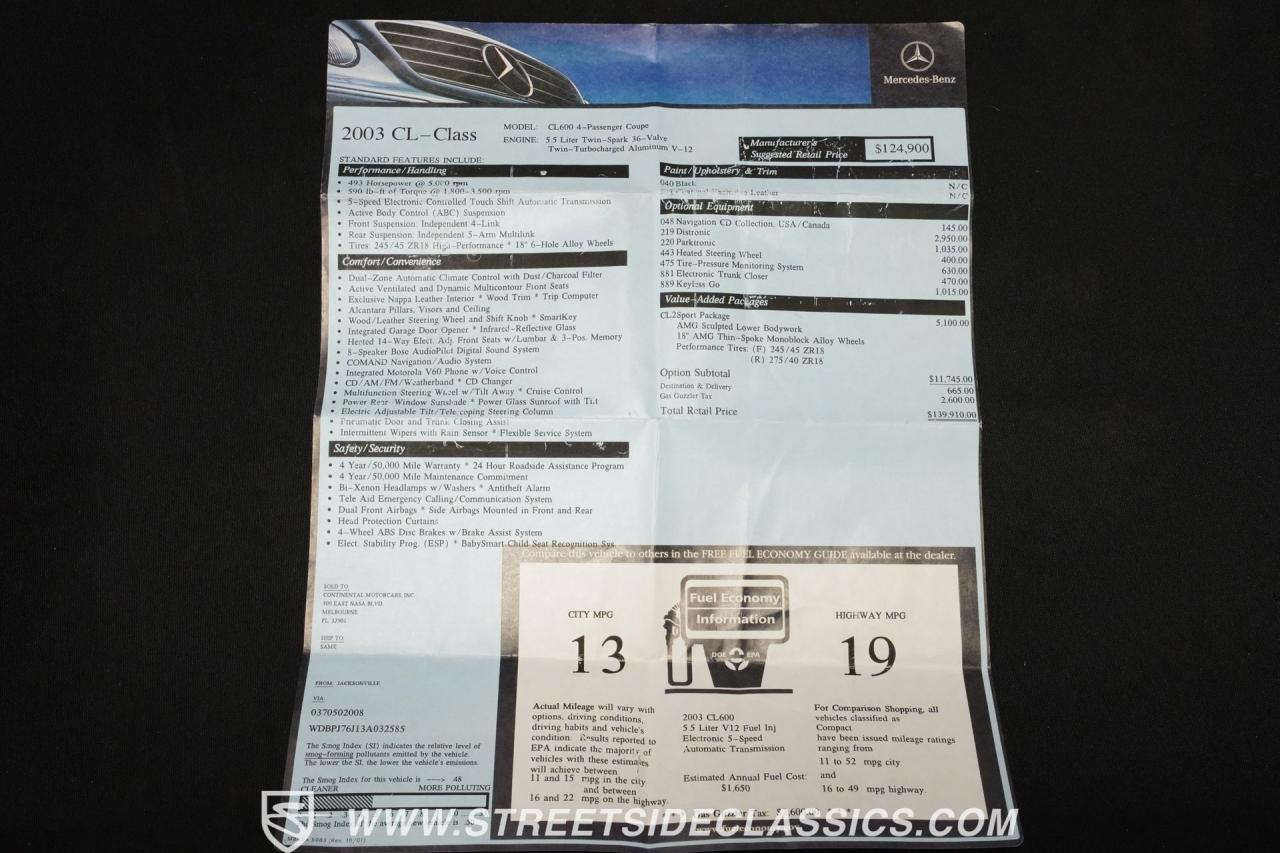 Mercedes-Benz
2003 CL-Class
MODEL: CL600 4-Passenger Coupe
ENGINE: 5.5 Liter Twin-Spark 36-Valve
Twin-Turbocharged Aluminum V-12
Manufacturer's
Suggested Retail Price
$124,900
STANDARD FEATURES INCLUDE:
Performance/Handling
• 493 Horsepower @ 5,000 rpm
• 590 lb-ft of Torque @ 1,800-3,500 rpm
• 5-Speed Electronic Controlled Touch Shift Automatic Transmission
• Active Body Control (ABC) Suspension
• Front Suspension: Independent 4-Link
• Rear Suspension: Independent 5-Arm Multilink
• Tires: 245/45 ZR18 High-Performance * 18" 6-Hole Alloy Wheels
Comfort/Convenience
• Dual-Zone Automatic Climate Control with Dust/Charcoal Filter
• Active Ventilated and Dynamic Multicontour Front Seats
• Exclusive Nappa Leather Interior * Wood Trim * Trip Computer
• Alcantara Pillars, Visors and Ceiling
• Wood/Leather Steering Wheel and Shift Knob * SmartKey
• Integrated Garage Door Opener * Infrared-Reflective Glass
• Heated 14-Way Elect. Adj. Front Seats w/Lumbar & 3-Pos. Memory
• 8-Speaker Bose AudioPilot Digital Sound System
• COMAND Navigation/Audio System
• Integrated Motorola V60 Phone w/Voice Control
• CD/AM/FM/Weatherband * CD Changer
• Multifunction Steering Wheel w/Tilt Away * Cruise Control
• Power Rear-Window Sunshade * Power Glass Sunroof with Tilt
• Electric Adjustable Tilt/Telescoping Steering Column
• Pneumatic Door and Trunk Closing Assist
• Intermittent Wipers with Rain Sensor * Flexible Service System
Safety/Security
• 4 Year/50,000 Mile Warranty * 24 Hour Roadside Assistance Program
• 4 Year/50,000 Mile Maintenance Commitment
• Bi-Xenon Headlamps w/Washers * Antitheft Alarm
• Tele Aid Emergency Calling/Communication System
• Dual Front Airbags * Side Airbags Mounted in Front and Rear
• Head Protection Curtains
• 4-Wheel ABS Disc Brakes w/Brake Assist System
• Elect. Stability Prog. (ESP) * BabySmart Child Seat Recognition Sys.
Paint/Upholstery & Trim
040 Black N/C
Leather N/C
Optional Equipment
048 Navigation CD Collection, USA/Canada 145.00
219 Distronic 2,950.00
220 Parktronic 1,035.00
443 Heated Steering Wheel 400.00
475 Tire-Pressure Monitoring System 630.00
881 Electronic Trunk Closer 470.00
889 Keyless Go 1,015.00
Value-Added Packages
CL2Sport Package 5,100.00
AMG Sculpted Lower Bodywork
18" AMG Thin-Spoke Monoblock Alloy Wheels
Performance Tires: (F) 245/45 ZR18
(R) 275/40 ZR18
Option Subtotal $11,745.00
Destination & Delivery 665.00
Gas Guzzler Tax 2,600.00
Total Retail Price $139,910.00
SOLD TO:
CONTINENTAL MOTORCARS, INC.
509 EAST NASA BLVD.
MELBOURNE
FL 32901
SHIP TO:
SAME
FROM: JACKSONVILLE
VIA:
0370502008
WDBPJ76J13A032585
The Smog Index (SI) indicates the relative level of
smog-forming pollutants emitted by the vehicle.
The lower the SI, the lower the vehicle's emissions.
The Smog Index for this vehicle is ----> .48
CLEANER MORE POLLUTING
Compare this vehicle to others in the FREE FUEL ECONOMY GUIDE available at the dealer.
Fuel Economy
Information
DOE EPA
CITY MPG
13
HIGHWAY MPG
19
Actual Mileage will vary with
options, driving conditions,
driving habits and vehicle's
condition. Results reported to
EPA indicate the majority of
vehicles with these estimates
will achieve between
11 and 15 mpg in the city
and between
16 and 22 mpg on the highway.
2003 CL600
5.5 Liter V12 Fuel Inj
Electronic 5-Speed
Automatic Transmission
Estimated Annual Fuel Cost:
$1,650
Gas Guzzler Tax:
For Comparison Shopping, all
vehicles classified as
Compact
have been issued mileage ratings
ranging from
11 to 52 mpg city
and
16 to 49 mpg highway.
WWW.STREETSIDECLASSICS.COM